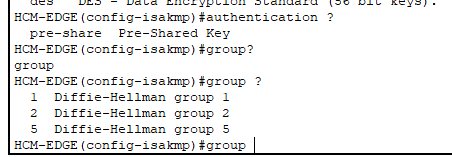 des DES - Data Encryption Standard (56 bit keys).
HCM-EDGE(config-isakmp)#authentication ?
pre-share Pre-Shared Key
HCM-EDGE(config-isakmp)#group?
group
HCM-EDGE(config-isakmp)#group ?
1 Diffie-Hellman group 1
2 Diffie-Hellman group 2
5 Diffie-Hellman group 5
HCM-EDGE(config-isakmp)#group